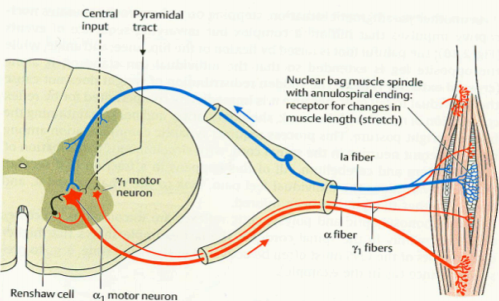 Central input
Pyramidal tract
Nuclear bag muscle spindle
with annulospiral ending:
receptor for changes in
muscle length (stretch)
Ia fiber
γ₁ motor
neuron
α fiber
γ₁ fibers
Renshaw cell
α₁ motor neuron